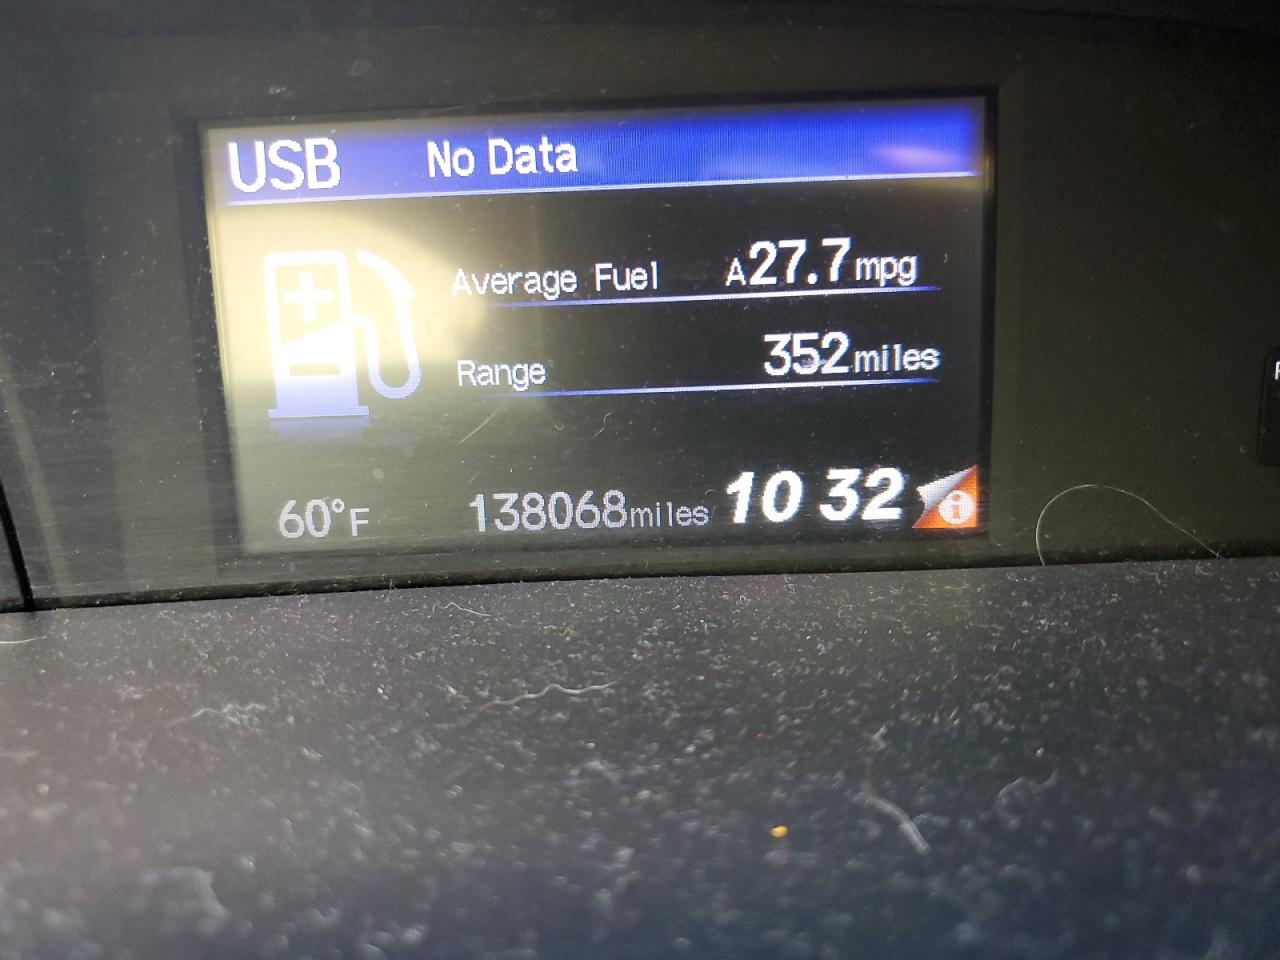 USB No Data
Average Fuel A27.7mpg
Range 352miles
60°F 138068miles 10 32 i